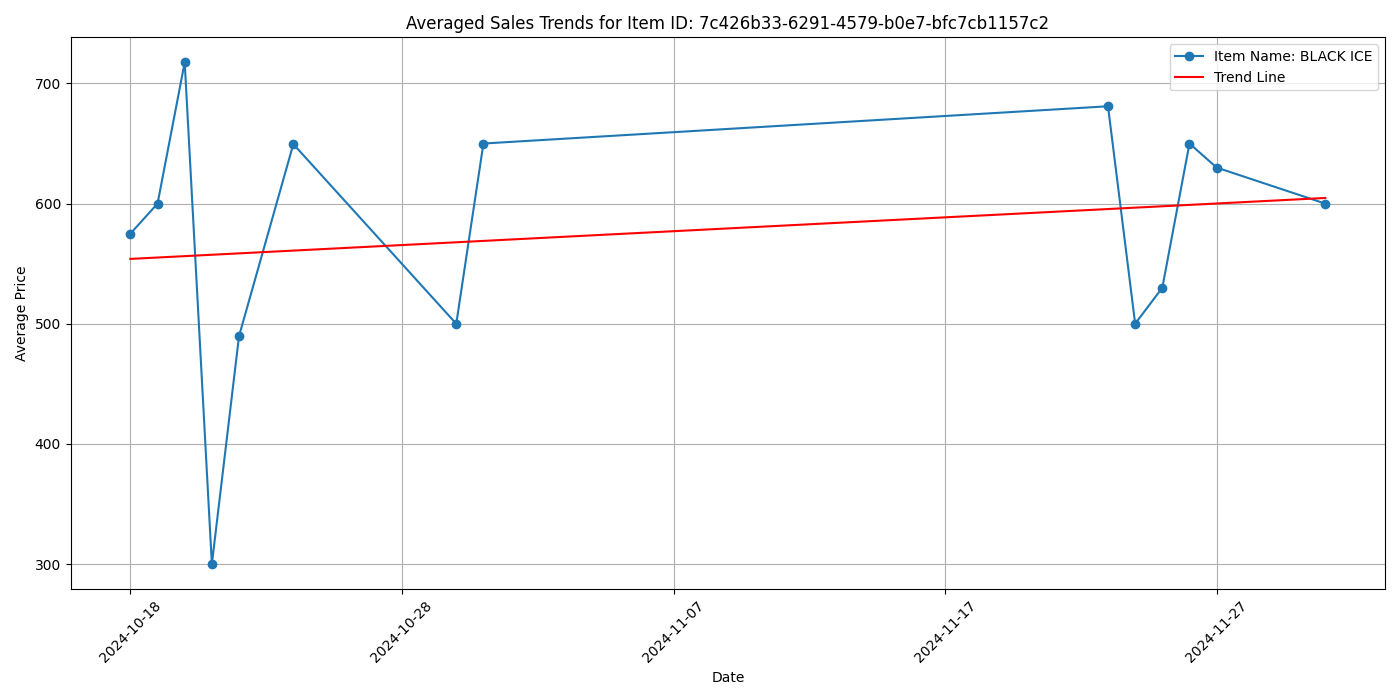 Averaged Sales Trends for Item ID: 7c426b33-6291-4579-b0e7-bfc7cb1157c2
Item Name: BLACK ICE
Trend Line
Average Price
700
600
500
400
300
2024-10-18
2024-10-28
2024-11-07
2024-11-17
2024-11-27
Date